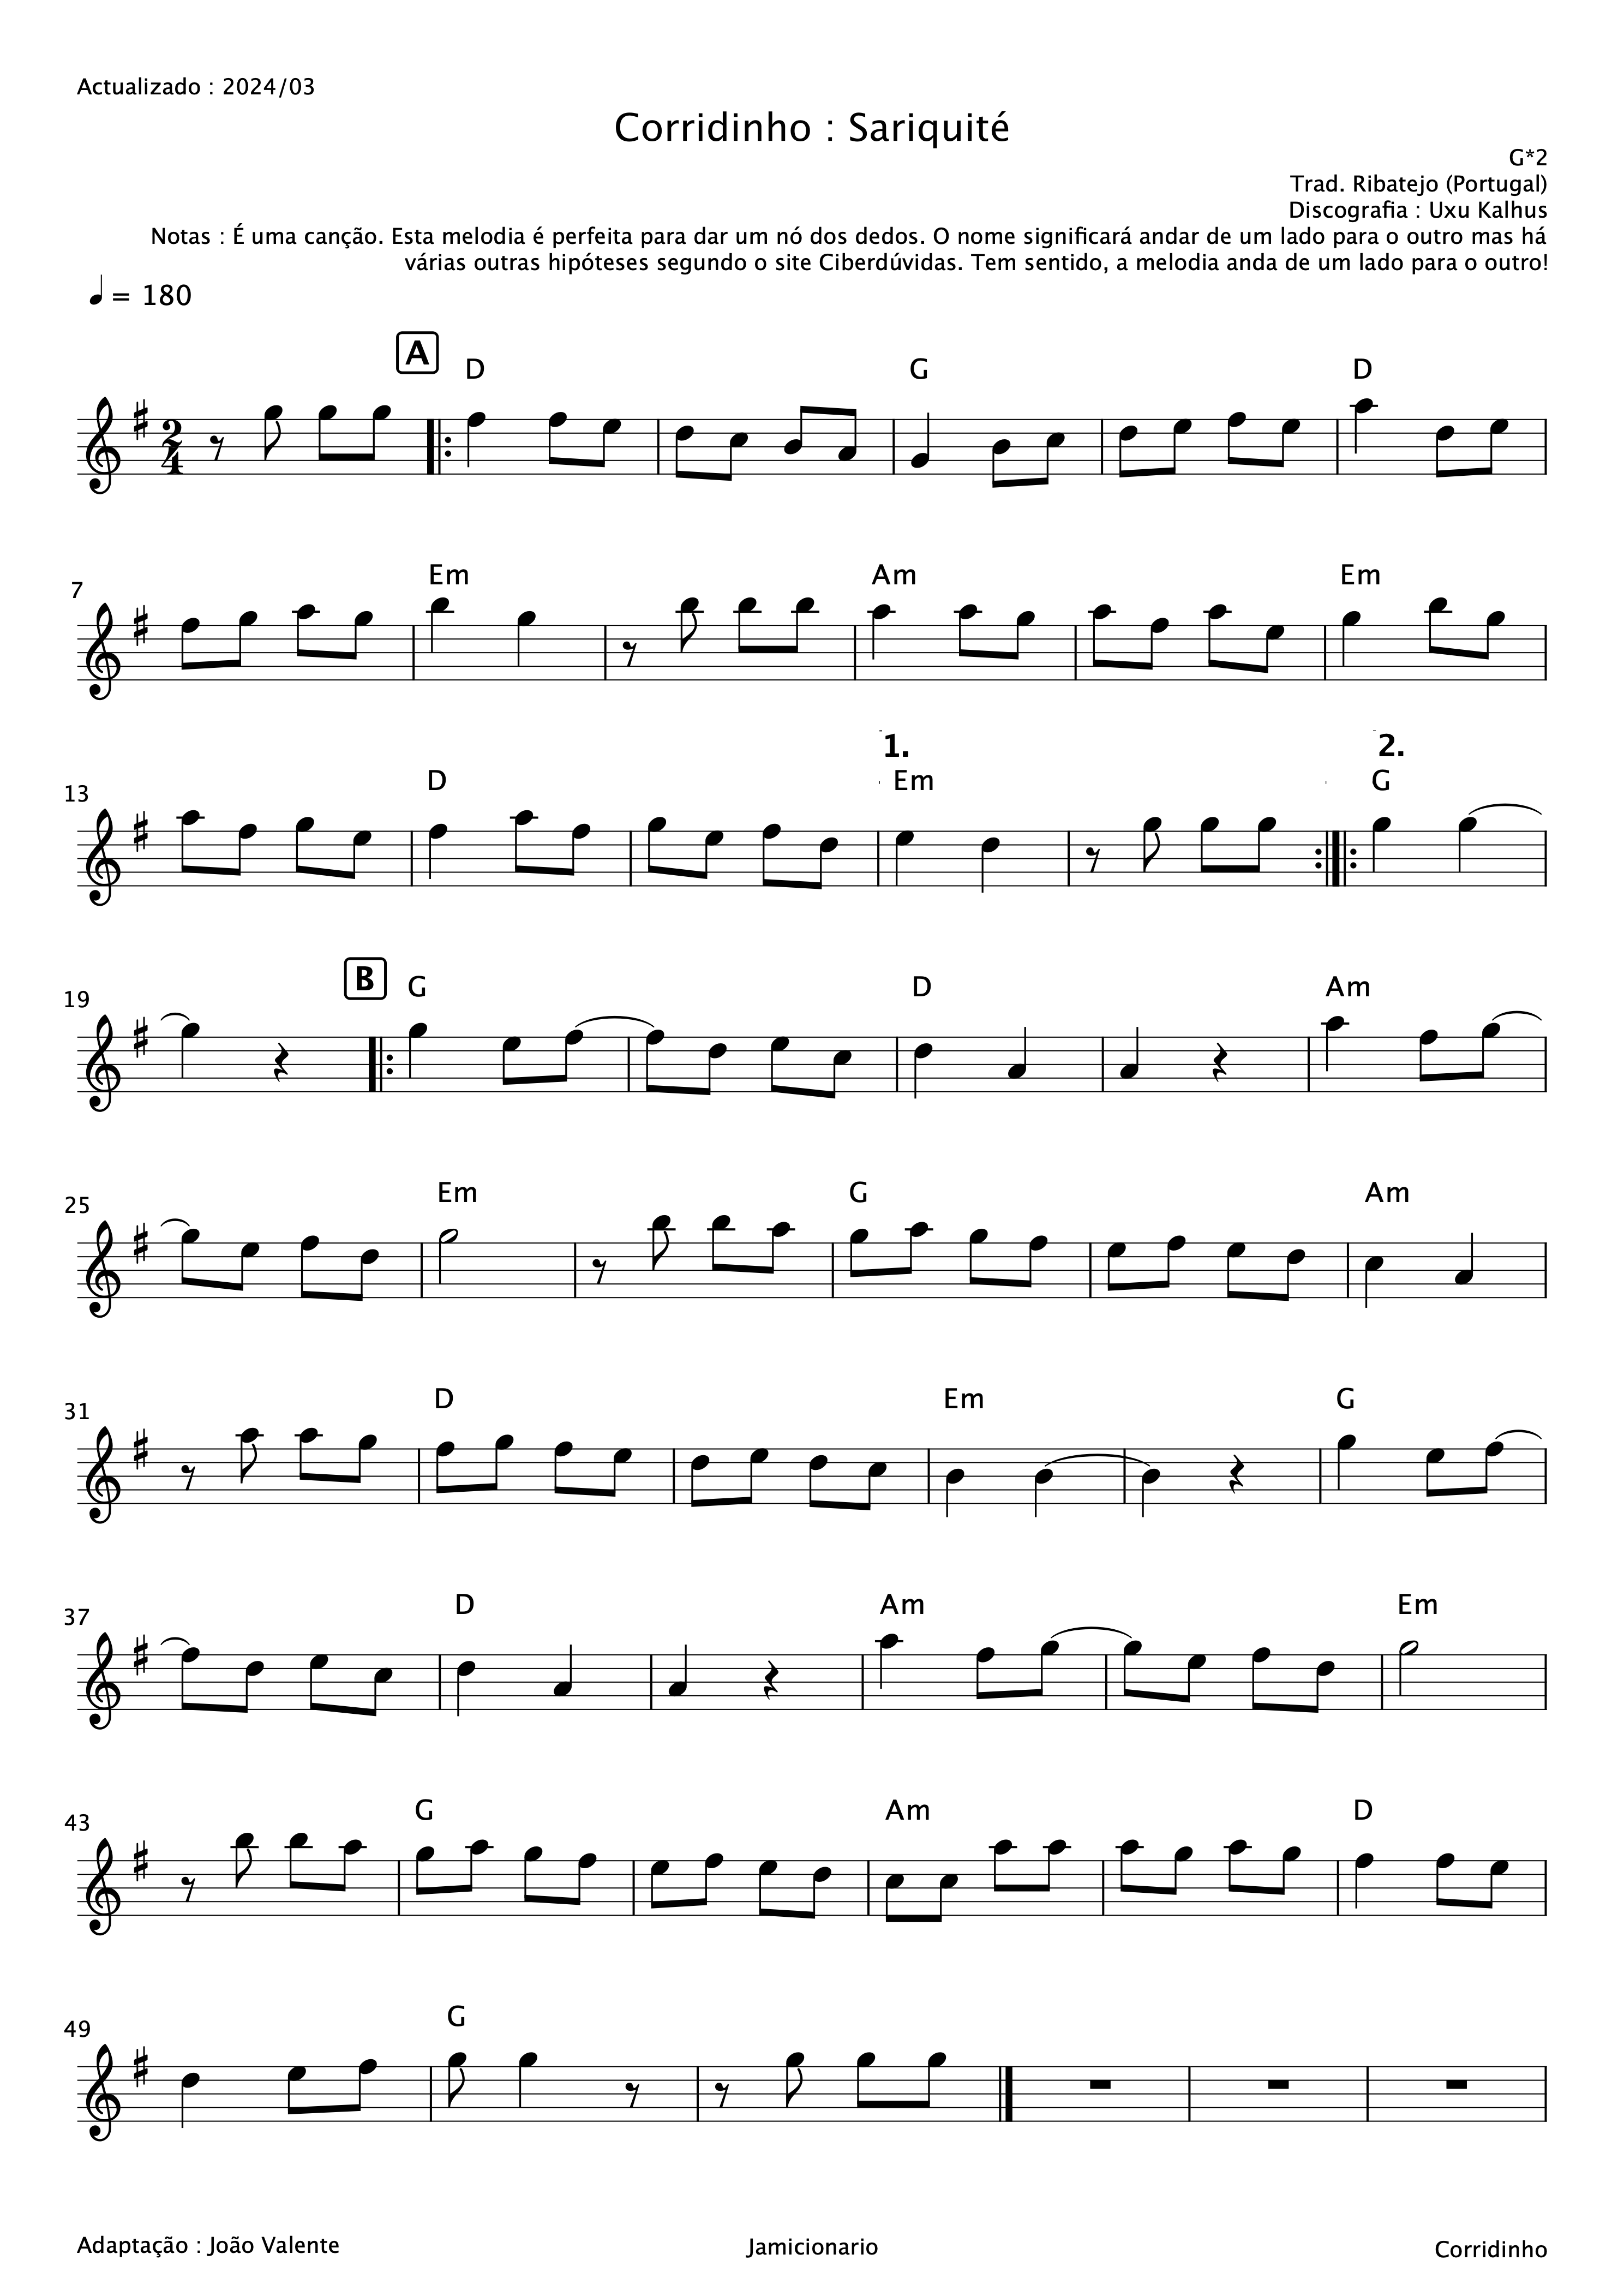 Actualizado : 2024/03
Corridinho : Sariquité
G*2
Trad. Ribatejo (Portugal)
Discografia : Uxu Kalhus
Notas : É uma canção. Esta melodia é perfeita para dar um nó dos dedos. O nome significará andar de um lado para o outro mas há
várias outras hipóteses segundo o site Ciberdúvidas. Tem sentido, a melodia anda de um lado para o outro!
= 180
A D G D
2
4
7 Em Am Em
1. 2.
13 D Em G
19 B G D Am
25 Em G Am
31 D Em G
37 D Am Em
43 G Am D
49 G
Adaptação : João Valente Jamicionario Corridinho